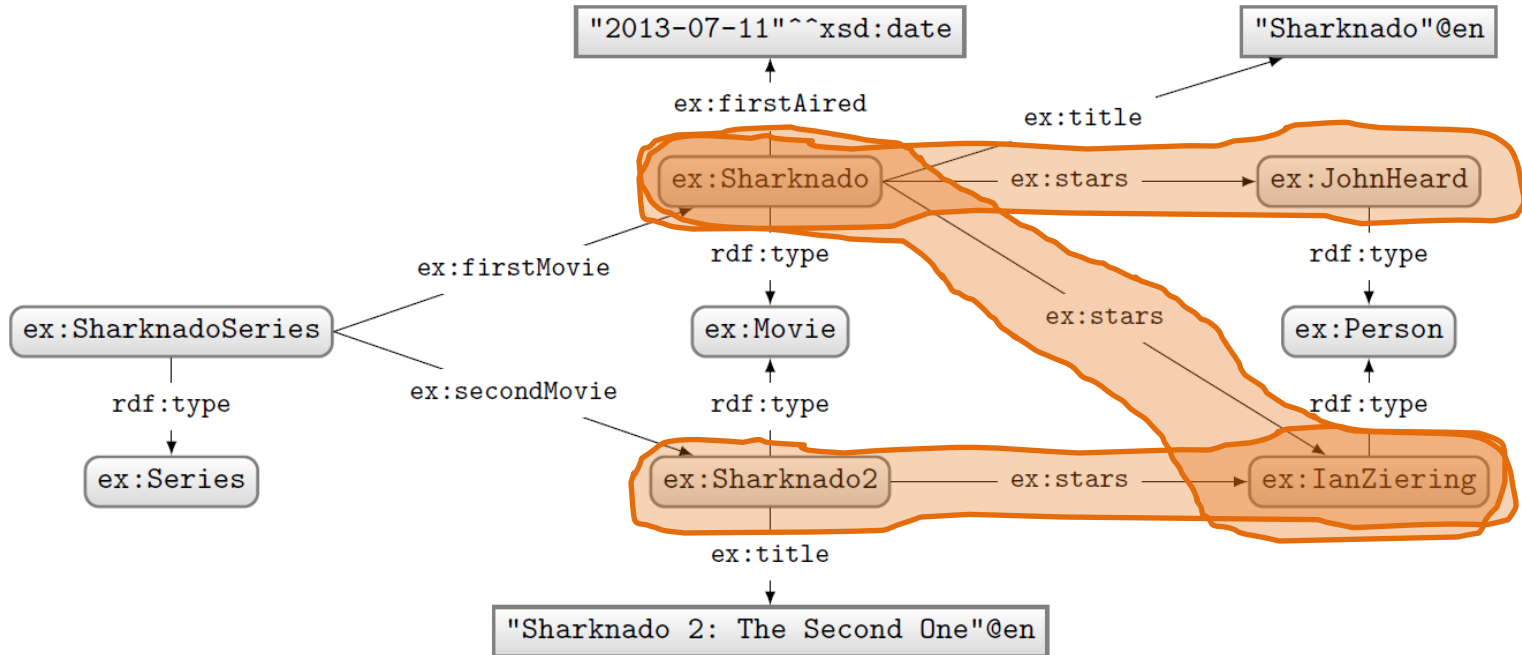 "2013-07-11"^^xsd:date
"Sharknado"@en
ex:firstAired
ex:title
ex:Sharknado
ex:stars
ex:JohnHeard
rdf:type
rdf:type
ex:firstMovie
ex:SharknadoSeries
ex:Movie
ex:stars
ex:Person
ex:secondMovie
rdf:type
rdf:type
rdf:type
ex:Series
ex:Sharknado2
ex:stars
ex:IanZiering
ex:title
"Sharknado 2: The Second One"@en